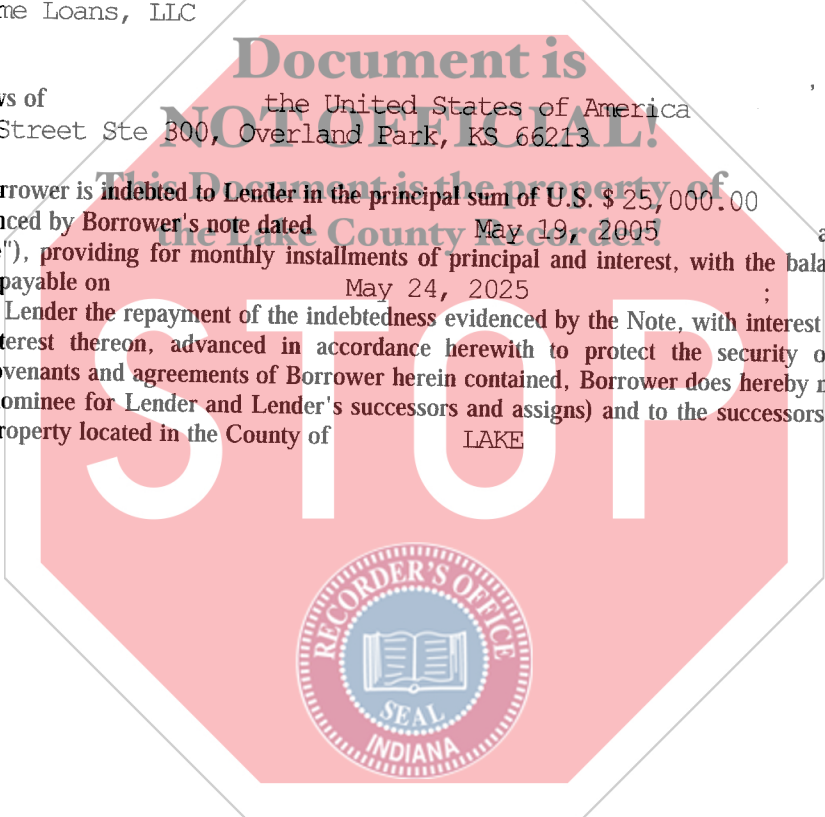 me Loans, LLC
Document is
ws of the United States of America
NOT OFFICIAL!
Street Ste 300, Overland Park, KS 66213
This Document is the property of
rrower is indebted to Lender in the principal sum of U.S. $ 25,000.00
nced by Borrower's note dated May 19, 2005 a
the Lake County Recorder!
"), providing for monthly installments of principal and interest, with the bala
payable on May 24, 2025 ;
Lender the repayment of the indebtedness evidenced by the Note, with interest
terest thereon, advanced in accordance herewith to protect the security o
ovenants and agreements of Borrower herein contained, Borrower does hereby m
ominee for Lender and Lender's successors and assigns) and to the successors
roperty located in the County of LAKE
STOP
RECORDER'S OFFICE
SEAL
INDIANA